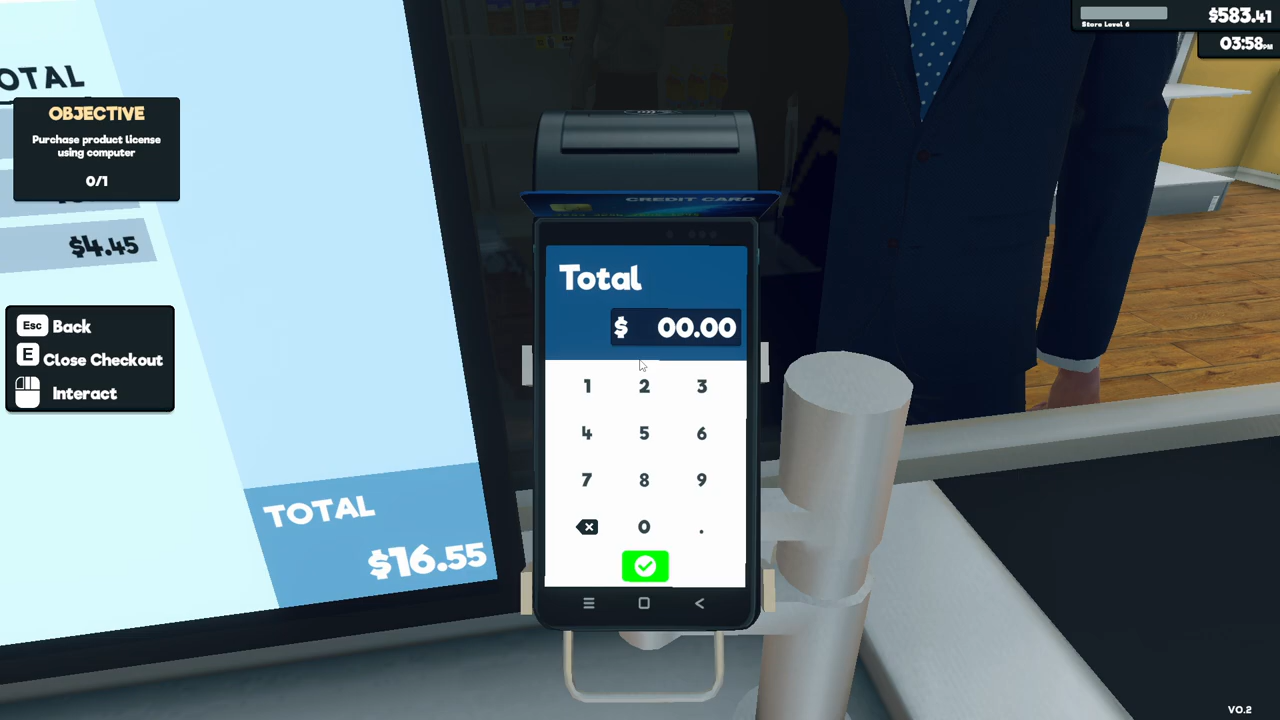 $583.41
Store Level 6
03:58PM
OTAL
OBJECTIVE
Purchase product license
using computer
0/1
$4.45
Esc Back
E Close Checkout
Interact
TOTAL
$16.55
CREDIT CARD
Total
$ 00.00
1 2 3
4 5 6
7 8 9
0 .
V0.2